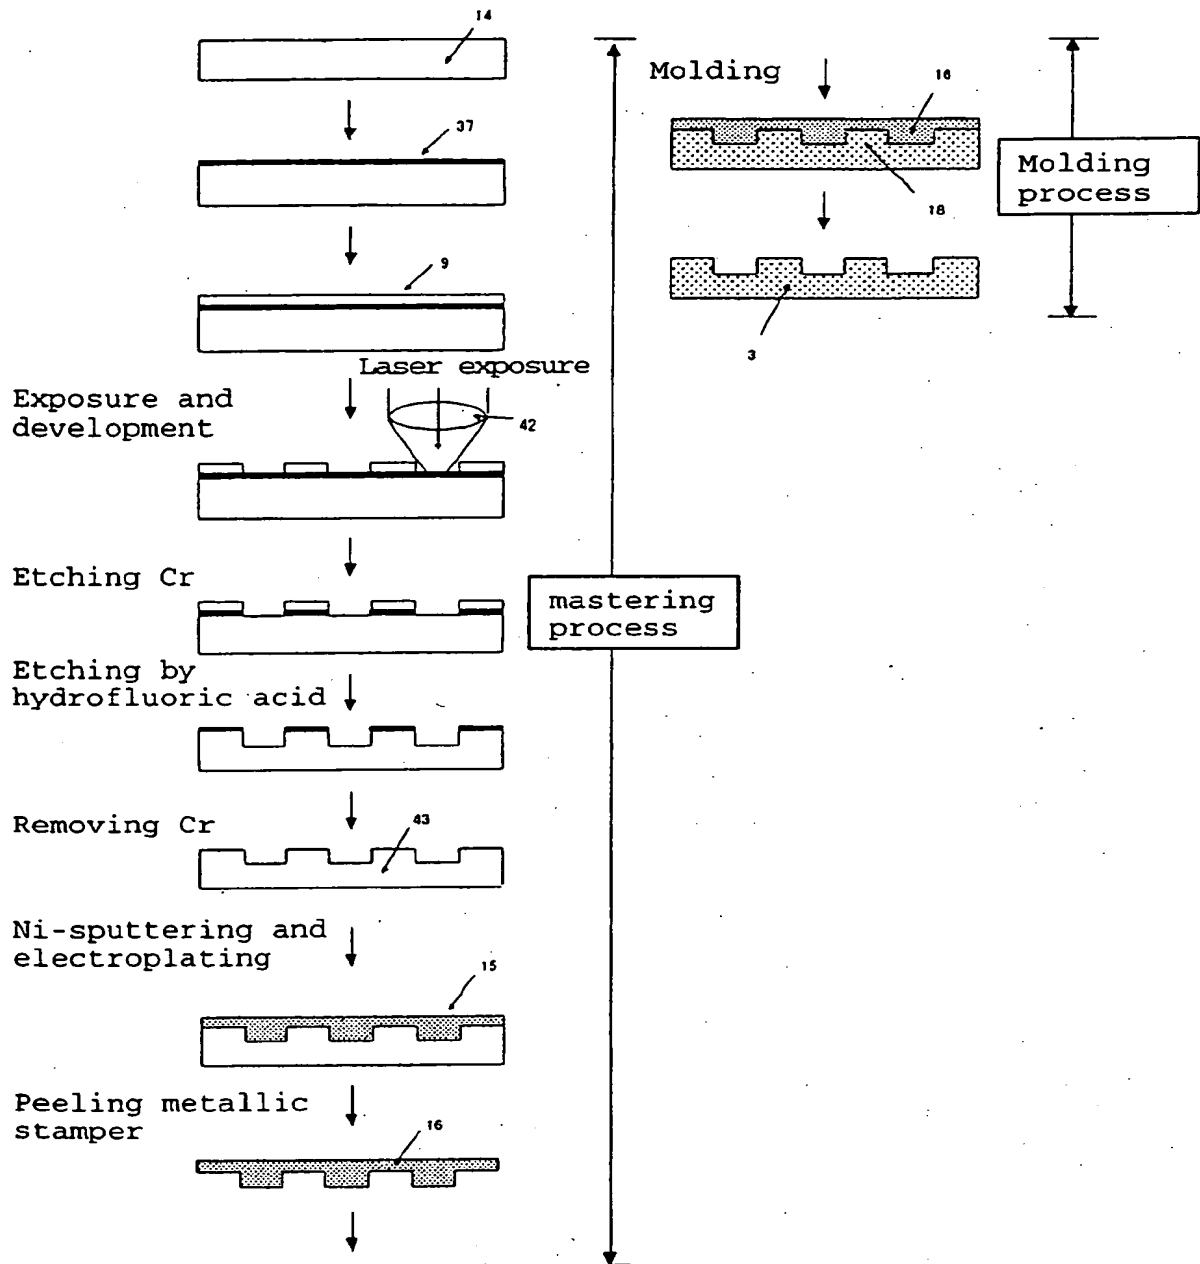 14
37
9
Laser exposure
Exposure and
development
42
Etching Cr
Etching by
hydrofluoric acid
Removing Cr
43
Ni-sputtering and
electroplating
15
Peeling metallic
stamper
16
mastering
process
Molding
16
18
3
Molding
process